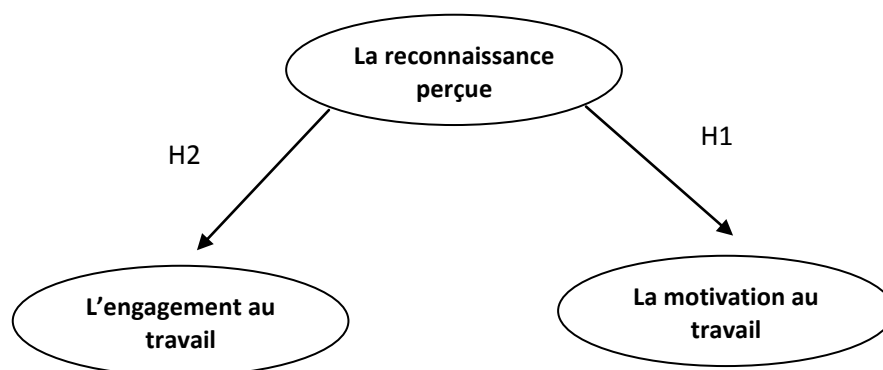 La reconnaissance
perçue
H2
H1
L’engagement au
travail
La motivation au
travail